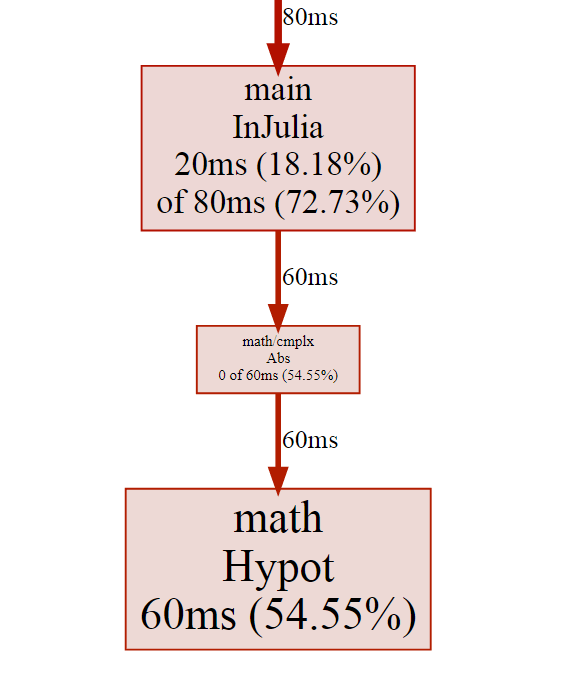 80ms
main
InJulia
20ms (18.18%)
of 80ms (72.73%)
60ms
math/cmplx
Abs
0 of 60ms (54.55%)
60ms
math
Hypot
60ms (54.55%)